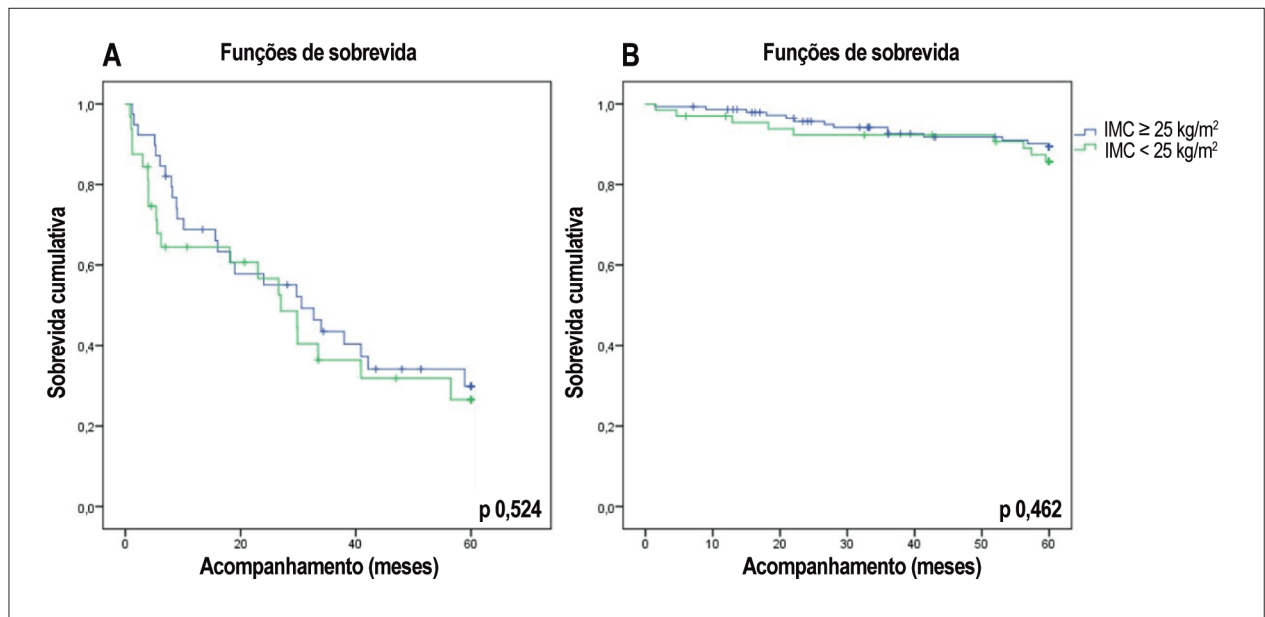 A
Funções de sobrevida
1,0
0,8
0,6
0,4
0,2
0,0
Sobrevida cumulativa
p 0,524
0 20 40 60
Acompanhamento (meses)
B
Funções de sobrevida
1,0
0,8
0,6
0,4
0,2
0,0
Sobrevida cumulativa
p 0,462
0 10 20 30 40 50 60
Acompanhamento (meses)
IMC ≥ 25 kg/m²
IMC < 25 kg/m²